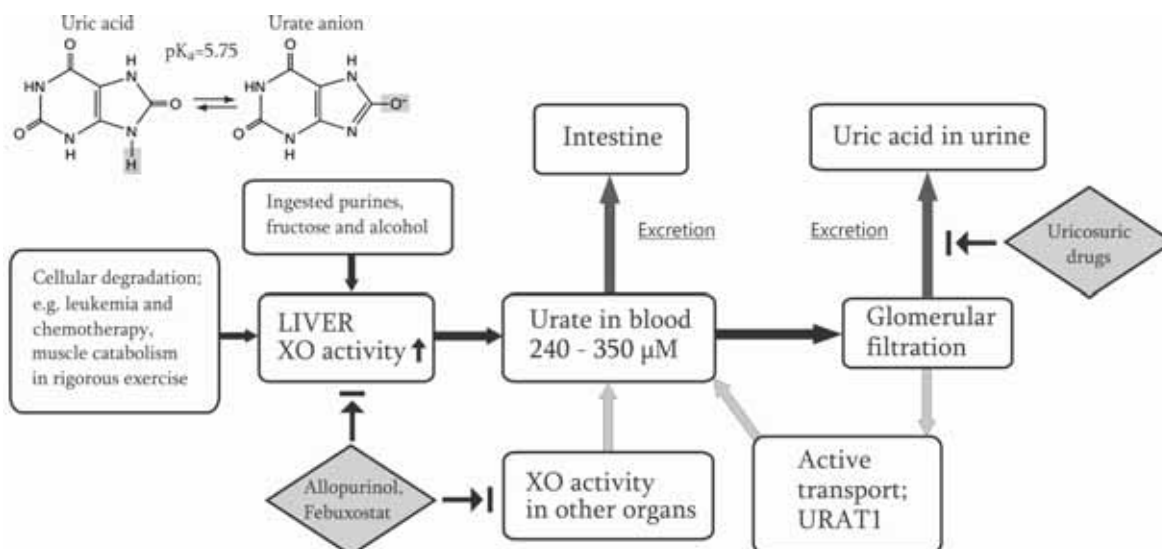 Uric acid
Urate anion
pKa=5.75
O
H
N
HN
O
O
N
H
N
H
O
H
N
HN
O⁻
O
N
H
N
Intestine
Uric acid in urine
Ingested purines,
fructose and alcohol
Excretion
Excretion
Uricosuric
drugs
Cellular degradation;
e.g. leukemia and
chemotherapy,
muscle catabolism
in rigorous exercise
LIVER
XO activity
Urate in blood
240 - 350 µM
Glomerular
filtration
Allopurinol,
Febuxostat
XO activity
in other organs
Active
transport;
URAT1